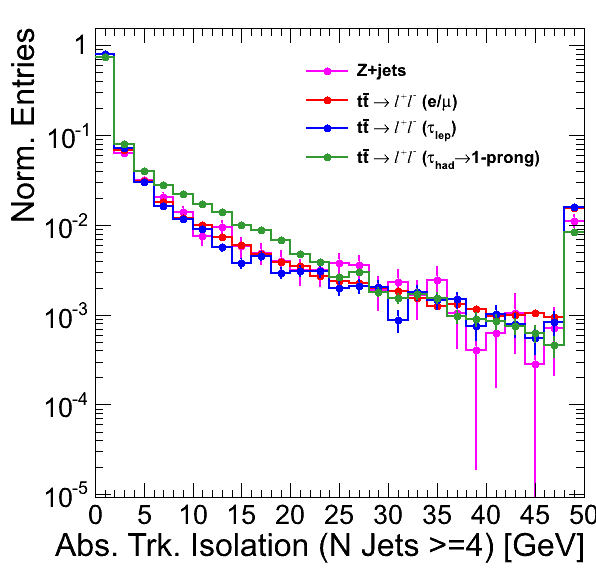 Norm. Entries
1
10⁻¹
10⁻²
10⁻³
10⁻⁴
10⁻⁵
Z+jets
tt̄ → l⁺l⁻ (e/μ)
tt̄ → l⁺l⁻ (τ_lep)
tt̄ → l⁺l⁻ (τ_had→1-prong)
0 5 10 15 20 25 30 35 40 45 50
Abs. Trk. Isolation (N Jets >=4) [GeV]